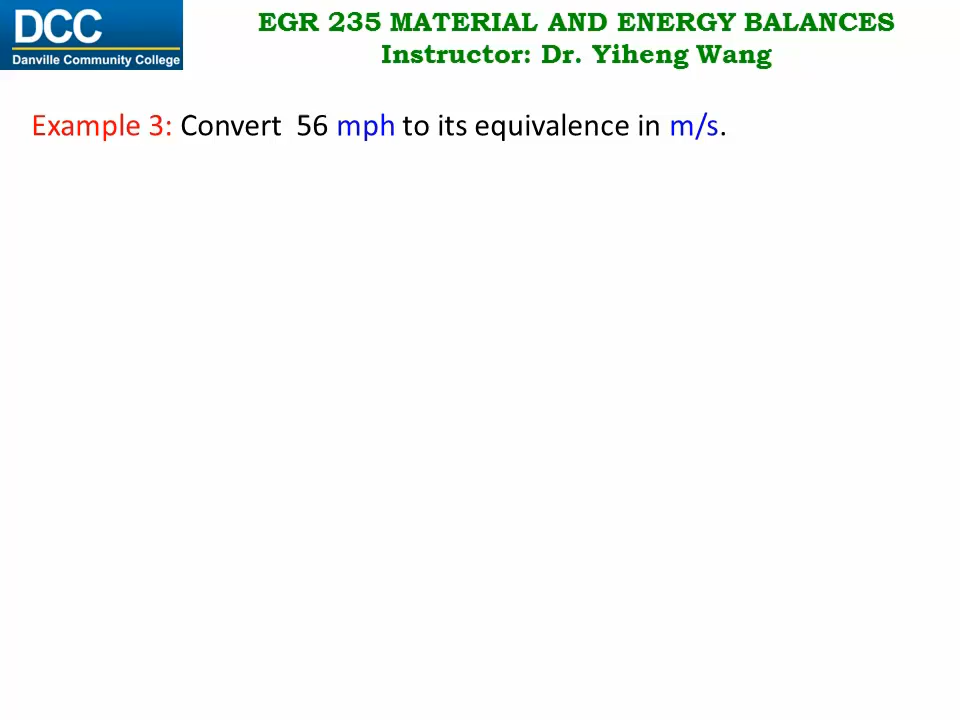 DCC
Danville Community College
EGR 235 MATERIAL AND ENERGY BALANCES
Instructor: Dr. Yiheng Wang
Example 3: Convert  56 mph to its equivalence in m/s.